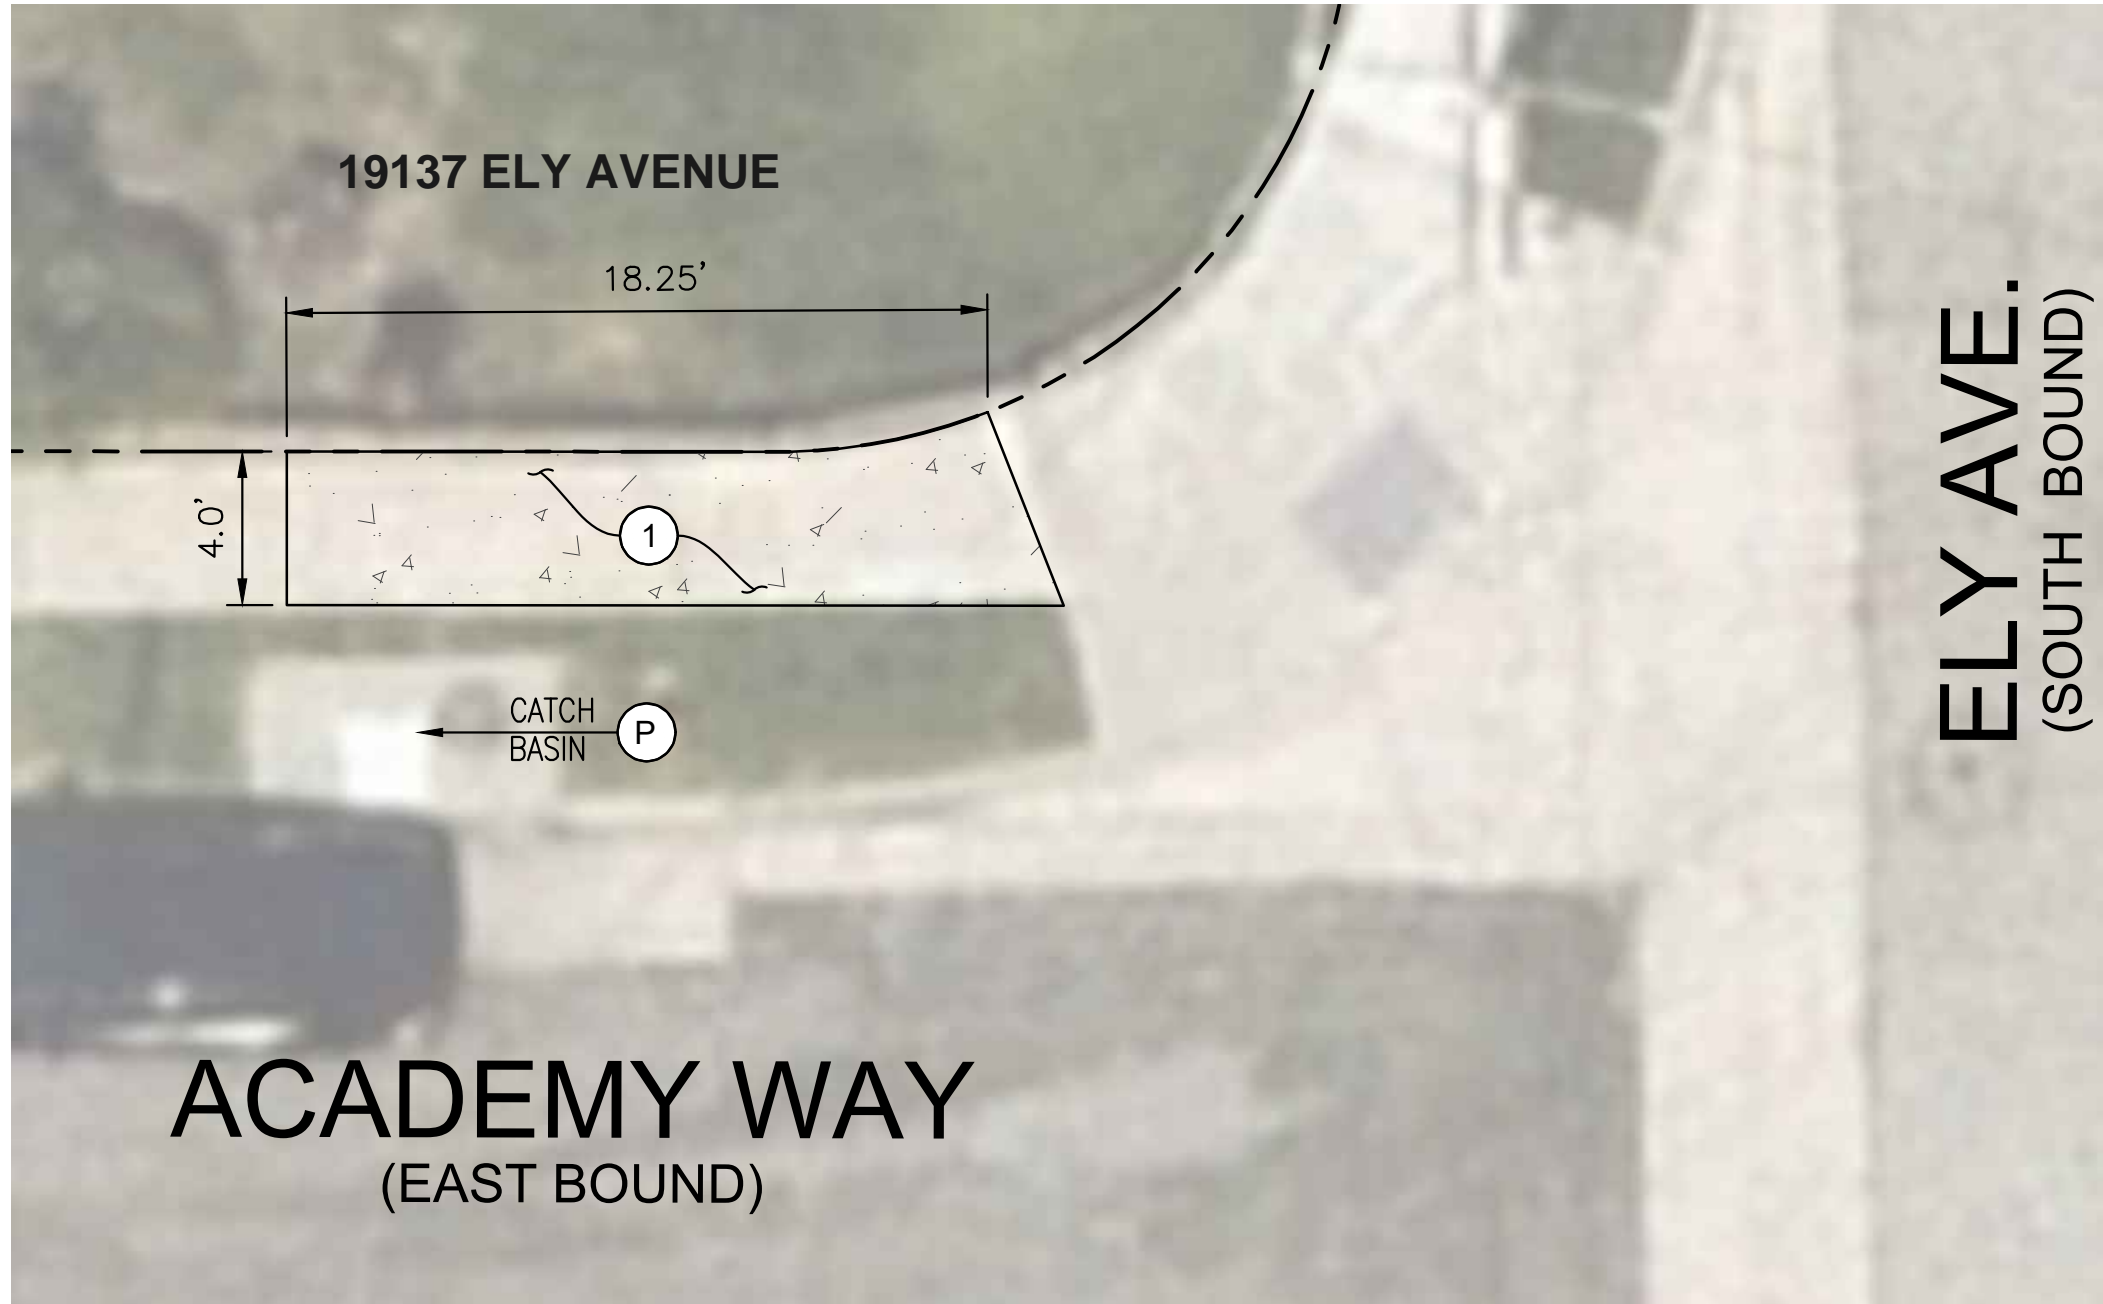 19137 ELY AVENUE
18.25’
4.0’
1
CATCH
BASIN
P
ELY AVE.
(SOUTH BOUND)
ACADEMY WAY
(EAST BOUND)